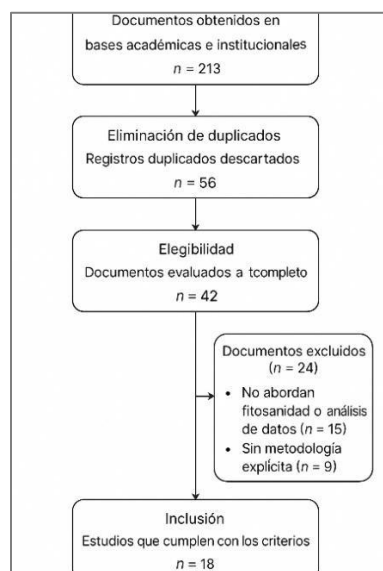 Documentos obtenidos en
bases académicas e institucionales
n = 213
Eliminación de duplicados
Registros duplicados descartados
n = 56
Elegibilidad
Documentos evaluados a tcompleto
n = 42
Documentos excluidos
(n = 24)
• No abordan
fitosanidad o análisis
de datos (n = 15)
• Sin metodología
explícita (n = 9)
Inclusión
Estudios que cumplen con los criterios
n = 18